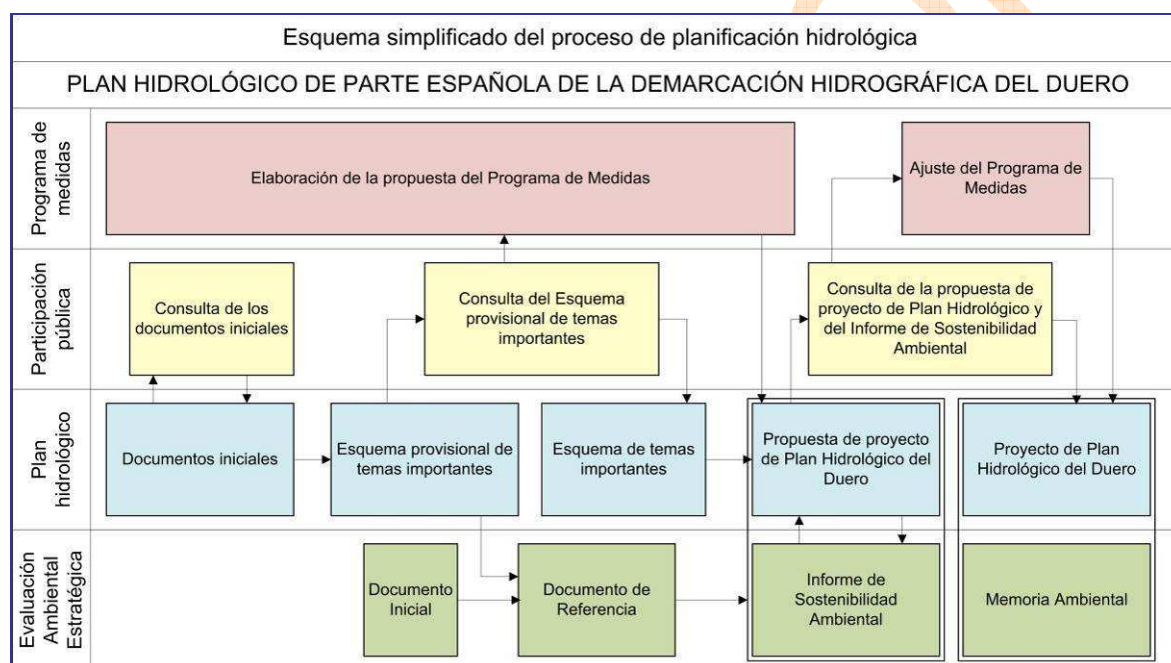 Esquema simplificado del proceso de planificación hidrológica
PLAN HIDROLÓGICO DE PARTE ESPAÑOLA DE LA DEMARCACIÓN HIDROGRÁFICA DEL DUERO
Programa de
medidas
Elaboración de la propuesta del Programa de Medidas
Ajuste del Programa de
Medidas
Participación
pública
Consulta de los
documentos iniciales
Consulta del Esquema
provisional de temas
importantes
Consulta de la propuesta de
proyecto de Plan Hidrológico y
del Informe de Sostenibilidad
Ambiental
Plan
hidrológico
Documentos iniciales
Esquema provisional de
temas importantes
Esquema de temas
importantes
Propuesta de proyecto
de Plan Hidrológico del
Duero
Proyecto de Plan
Hidrológico del Duero
Evaluación
Ambiental
Estratégica
Documento
Inicial
Documento de
Referencia
Informe de
Sostenibilidad
Ambiental
Memoria Ambiental